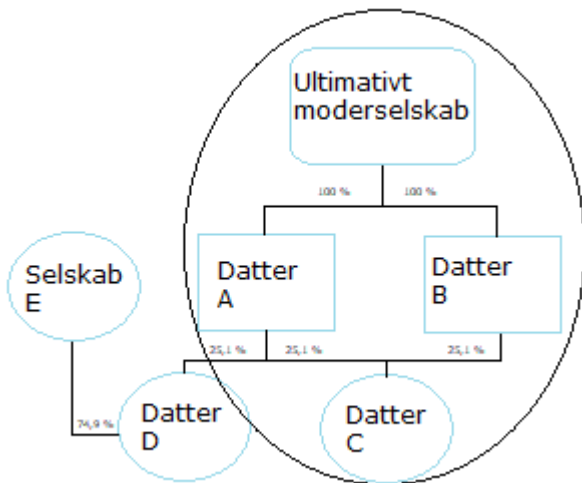 Ultimativt
moderselskab
100 %
100 %
Selskab
E
Datter
A
Datter
B
25,1 %
25,1 %
25,1 %
74,9 %
Datter
D
Datter
C